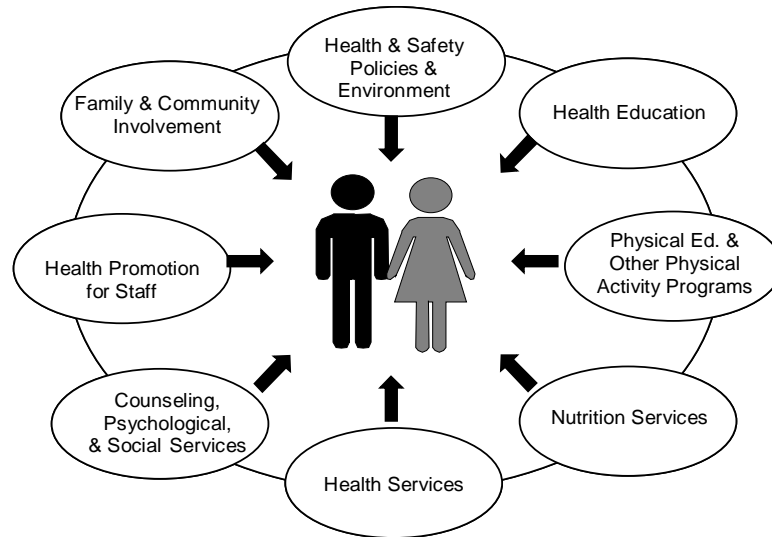 Health & Safety
Policies &
Environment
Family & Community
Involvement
Health Education
Health Promotion
for Staff
Physical Ed. &
Other Physical
Activity Programs
Counseling,
Psychological,
& Social Services
Nutrition Services
Health Services